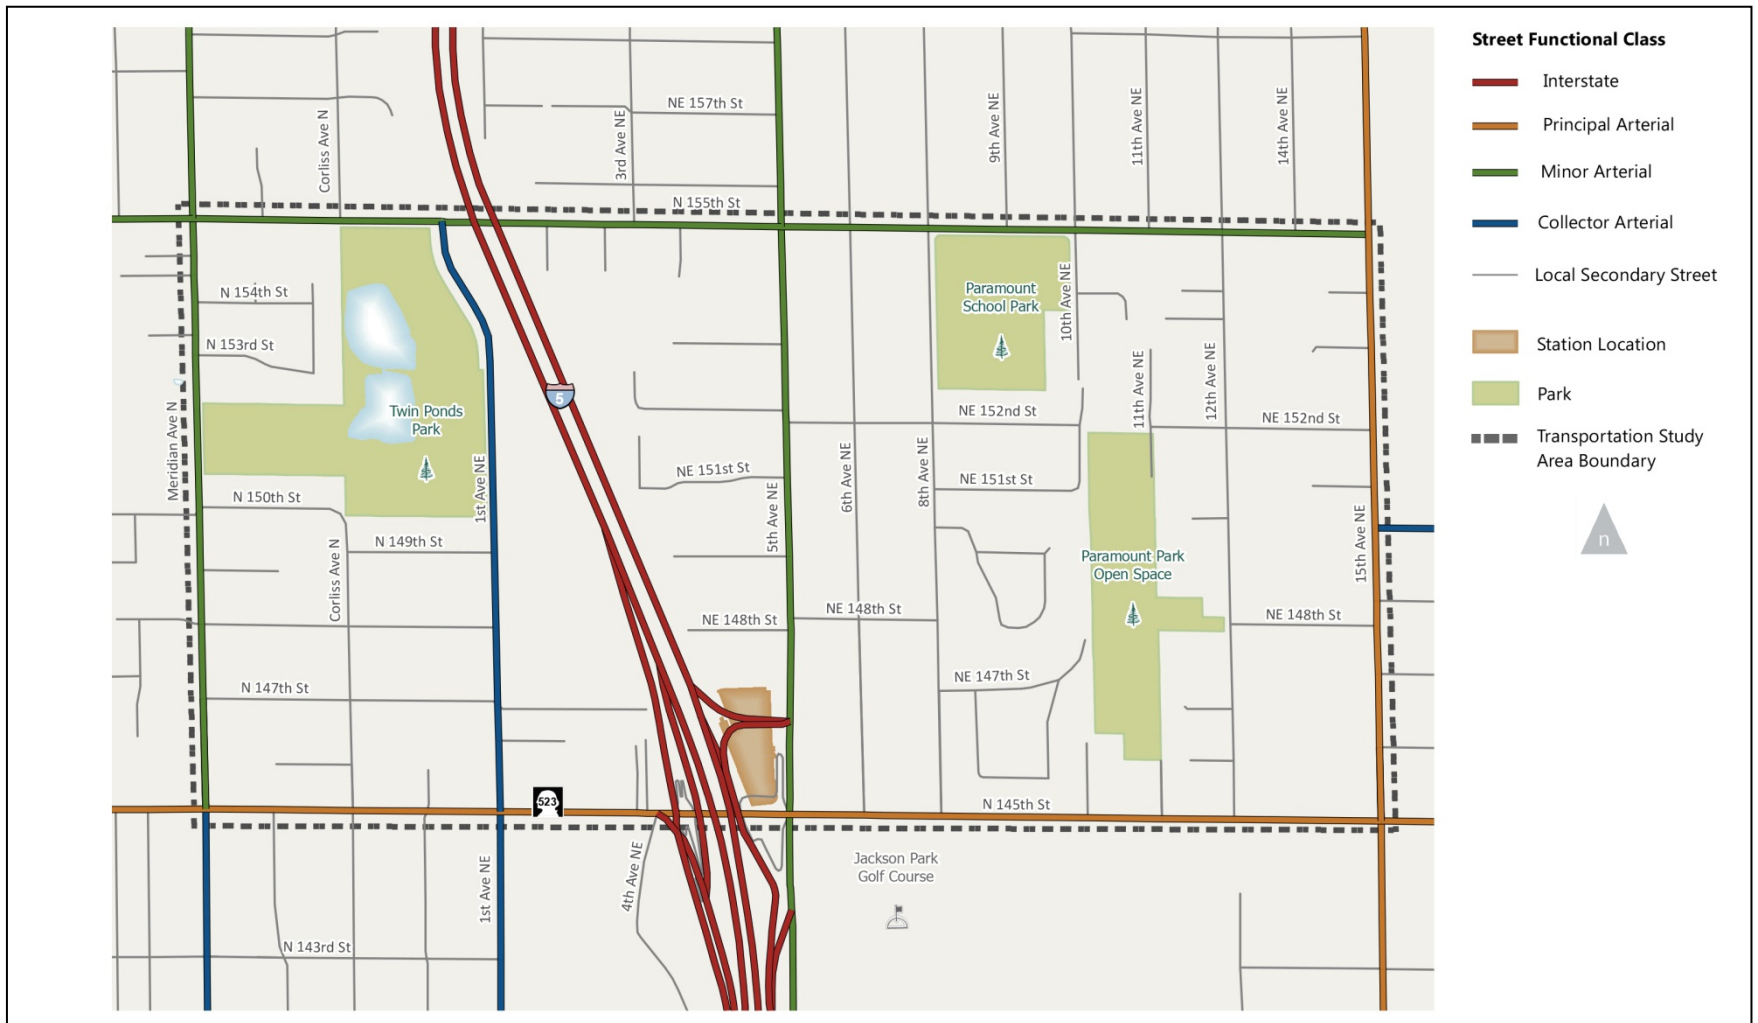 Street Functional Class
Interstate
Principal Arterial
Minor Arterial
Collector Arterial
Local Secondary Street
Station Location
Park
Transportation Study
Area Boundary
n
NE 157th St
Corliss Ave N
3rd Ave NE
9th Ave NE
11th Ave NE
14th Ave NE
N 155th St
N 154th St
N 153rd St
Paramount
School Park
10th Ave NE
5
Twin Ponds
Park
Meridian Ave N
11th Ave NE
12th Ave NE
NE 152nd St
NE 152nd St
1st Ave NE
NE 151st St
6th Ave NE
8th Ave NE
NE 151st St
N 150th St
5th Ave NE
15th Ave NE
N 149th St
Corliss Ave N
Paramount Park
Open Space
NE 148th St
NE 148th St
NE 148th St
N 147th St
NE 147th St
523
N 145th St
4th Ave NE
1st Ave NE
Jackson Park
Golf Course
N 143rd St